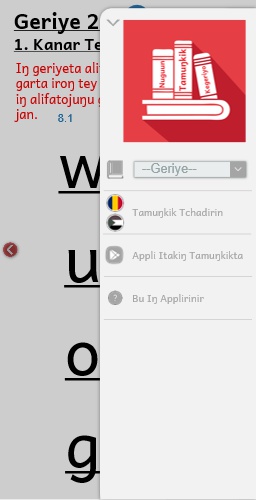 Geriye 2
1. Kanar Te
Iŋ geriyeta ali
garta iroŋ tey
iŋ alifatojuŋu g
jan.
8.1
w
u
o
g
Nuguun
Tamuŋkik
Kegeriyo
--Geriye--
Tamuŋkik Tchadirin
Appli Itakiŋ Tamuŋkikta
? Bu Iŋ Applirinir